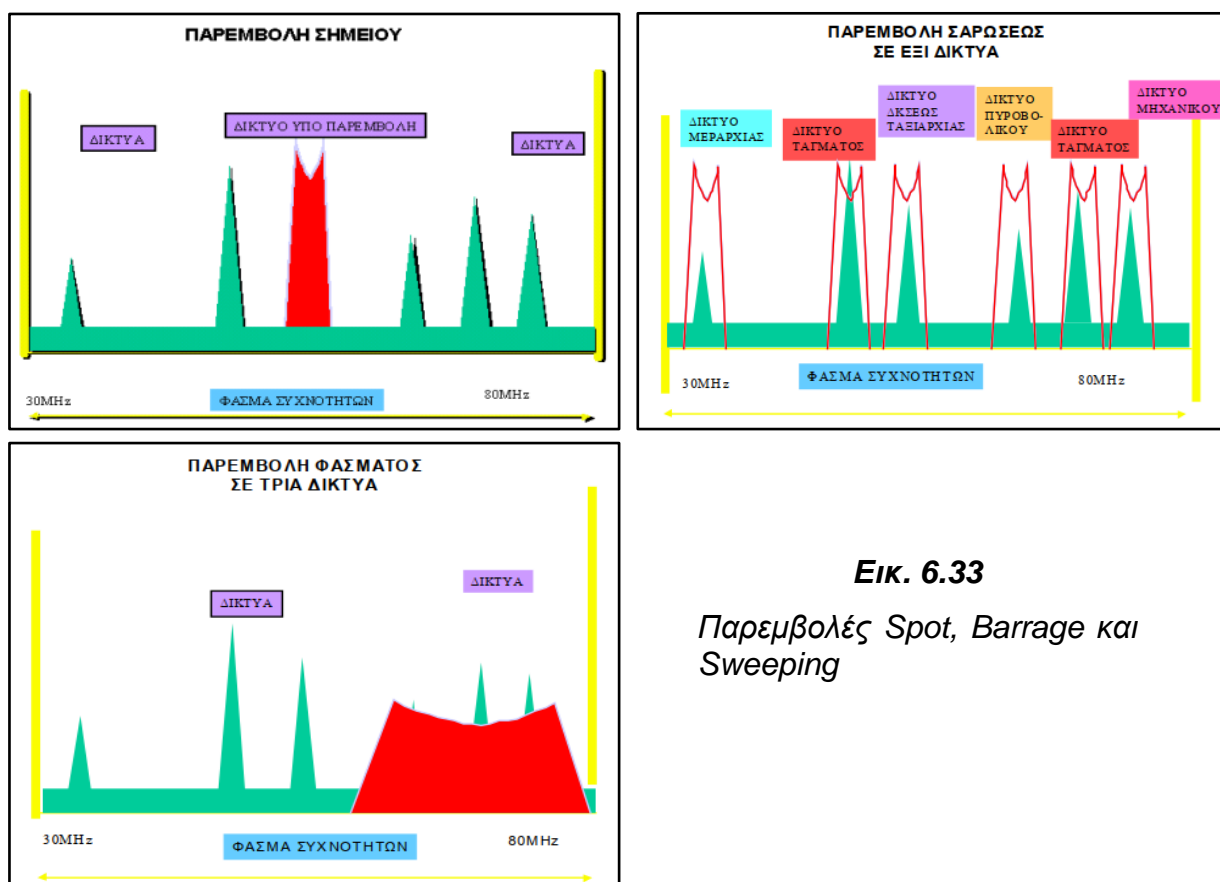 ΠΑΡΕΜΒΟΛΗ ΣΗΜΕΙΟΥ
ΔΙΚΤΥΑ
ΔΙΚΤΥΟ ΥΠΟ ΠΑΡΕΜΒΟΛΗ
ΔΙΚΤΥΑ
30MHz
ΦΑΣΜΑ ΣΥΧΝΟΤΗΤΩΝ
80MHz
ΠΑΡΕΜΒΟΛΗ ΣΑΡΩΣΕΩΣ
ΣΕ ΕΞΙ ΔΙΚΤΥΑ
ΔΙΚΤΥΟ
ΜΕΡΑΡΧΙΑΣ
ΔΙΚΤΥΟ
ΤΑΓΜΑΤΟΣ
ΔΙΚΤΥΟ
ΔΚΣΕΩΣ
ΤΑΞΙΑΡΧΙΑΣ
ΔΙΚΤΥΟ
ΠΥΡΟΒΟ-
ΛΙΚΟΥ
ΔΙΚΤΥΟ
ΤΑΓΜΑΤΟΣ
ΔΙΚΤΥΟ
ΜΗΧΑΝΙΚΟΥ
30MHz
ΦΑΣΜΑ ΣΥΧΝΟΤΗΤΩΝ
80MHz
ΠΑΡΕΜΒΟΛΗ ΦΑΣΜΑΤΟΣ
ΣΕ ΤΡΙΑ ΔΙΚΤΥΑ
ΔΙΚΤΥΑ
ΔΙΚΤΥΑ
30MHz
ΦΑΣΜΑ ΣΥΧΝΟΤΗΤΩΝ
80MHz
Εικ. 6.33
Παρεμβολές Spot, Barrage και
Sweeping